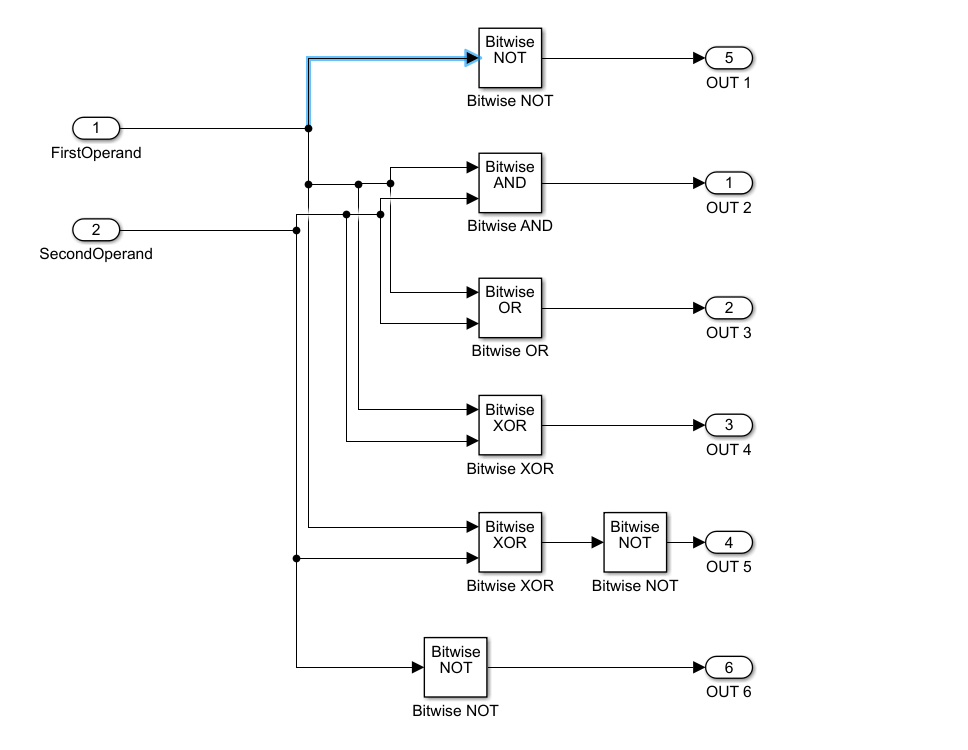 Bitwise
NOT
Bitwise NOT
5
OUT 1
1
FirstOperand
Bitwise
AND
Bitwise AND
1
OUT 2
2
SecondOperand
Bitwise
OR
Bitwise OR
2
OUT 3
Bitwise
XOR
Bitwise XOR
3
OUT 4
Bitwise
XOR
Bitwise XOR
Bitwise
NOT
Bitwise NOT
4
OUT 5
Bitwise
NOT
Bitwise NOT
6
OUT 6